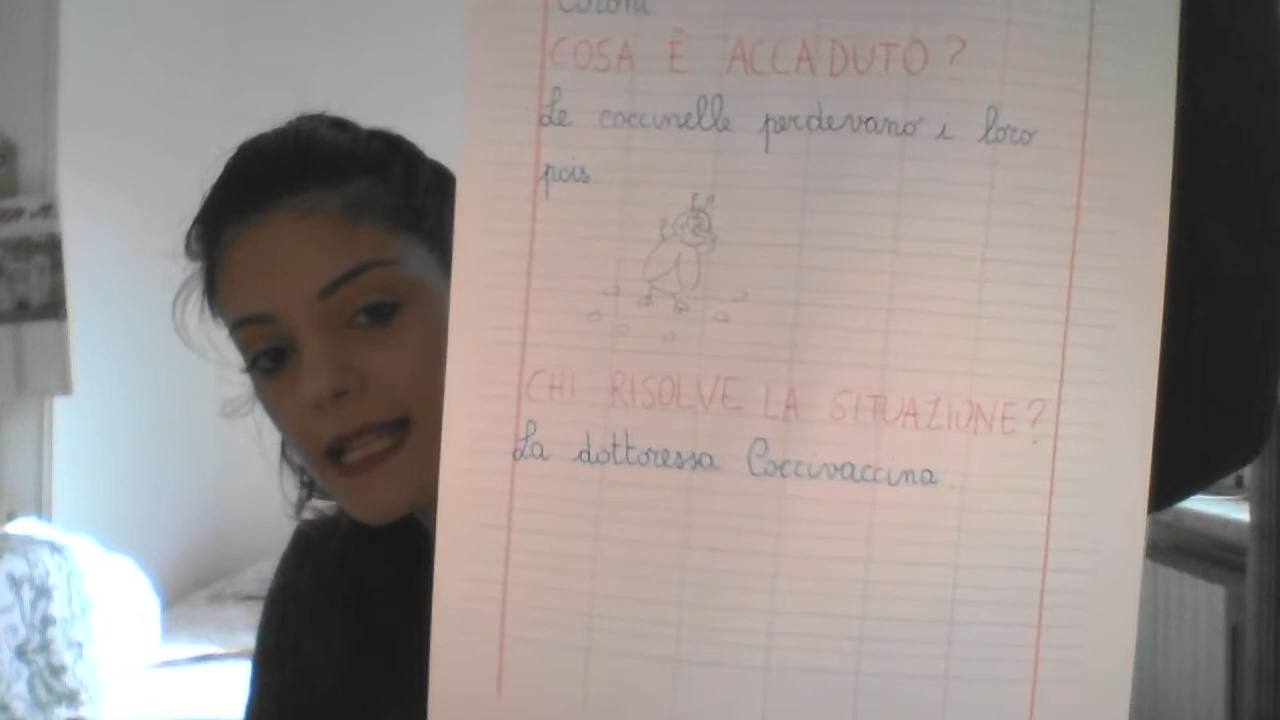 COSA È ACCADUTO?
Le coccinelle perdevano i loro
pois.
CHI RISOLVE LA SITUAZIONE?
La dottoressa Coccivaccina.